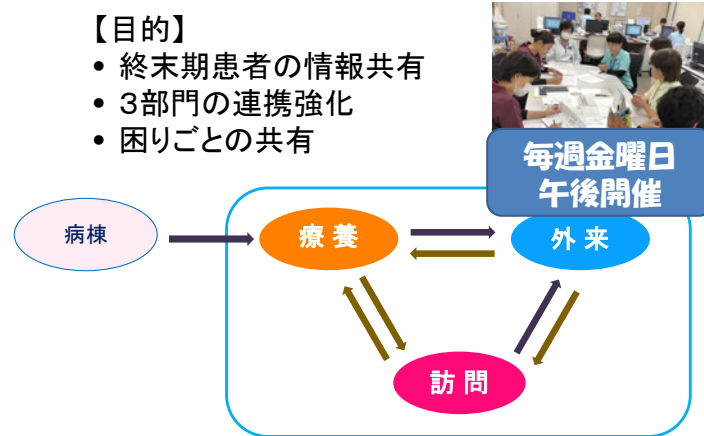 【目的】
• 終末期患者の情報共有
• 3部門の連携強化
• 困りごとの共有
毎週金曜日
午後開催
病棟
療養
外来
訪問